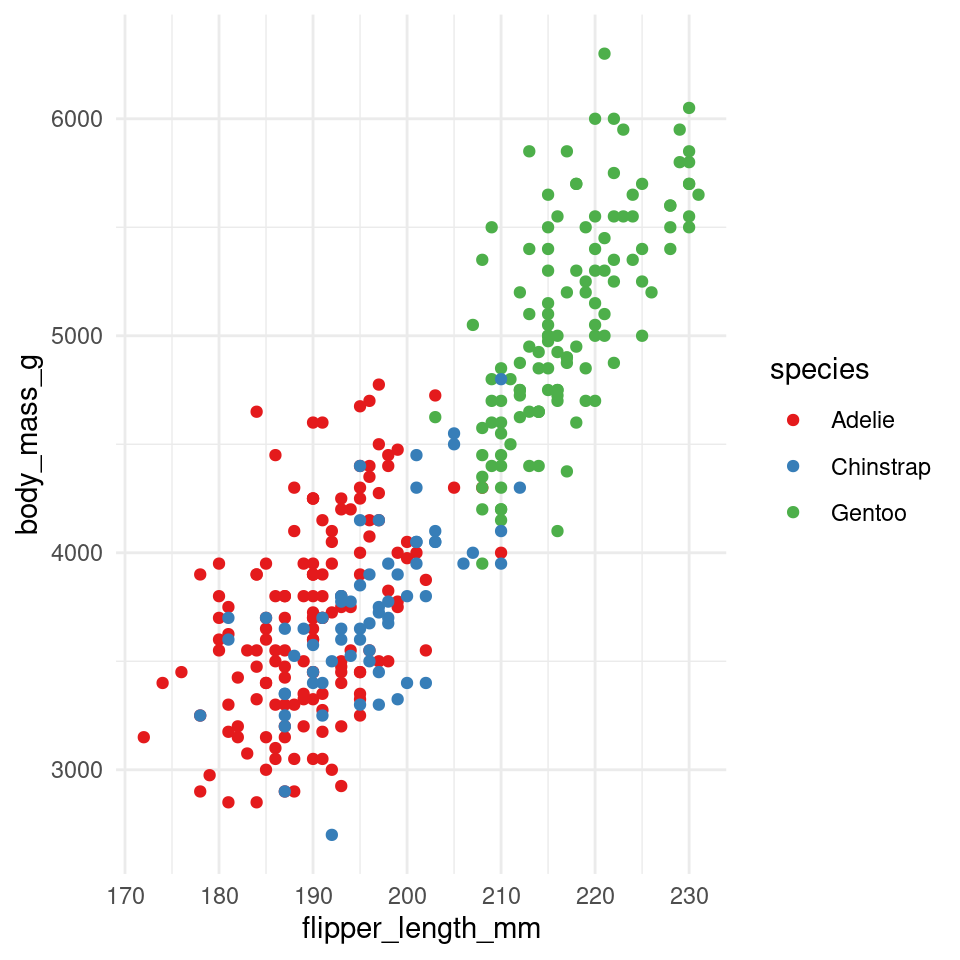 6000
5000
4000
3000
body_mass_g
170 180 190 200 210 220 230
flipper_length_mm
species
Adelie
Chinstrap
Gentoo